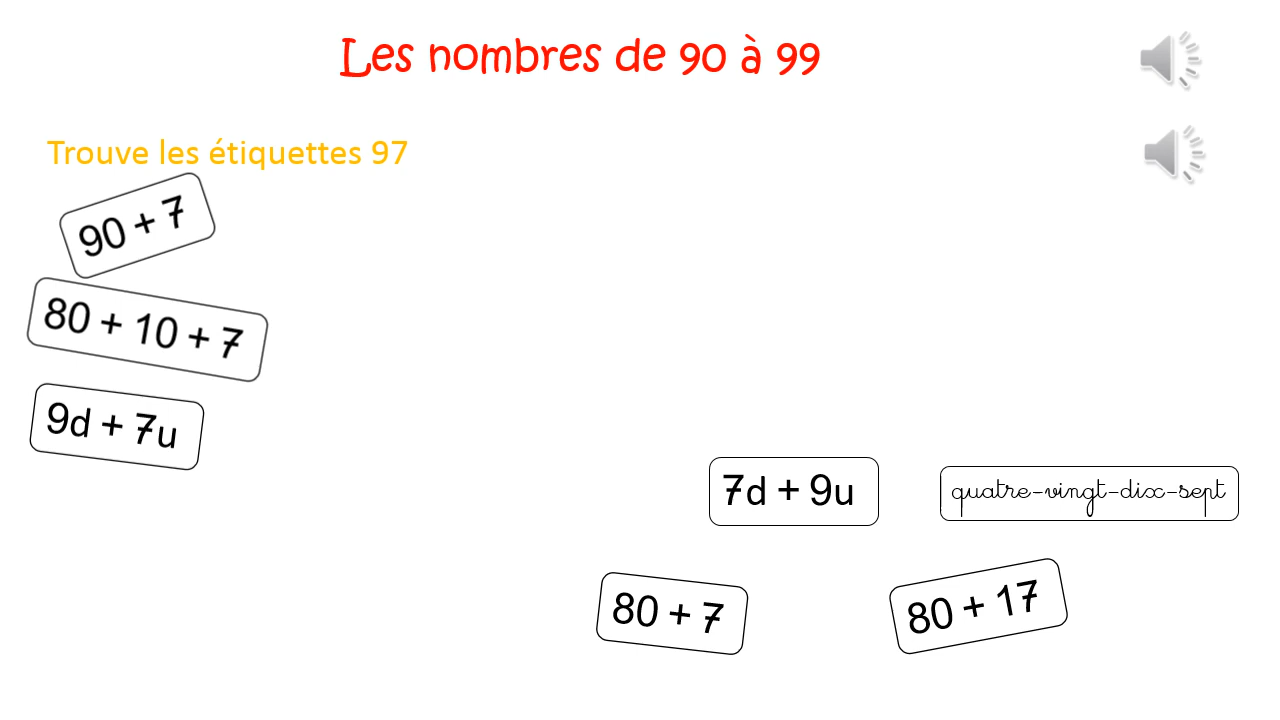 Les nombres de 90 à 99
Trouve les étiquettes 97
90 + 7
80 + 10 + 7
9d + 7u
7d + 9u
quatre-vingt-dix-sept
80 + 7
80 + 17